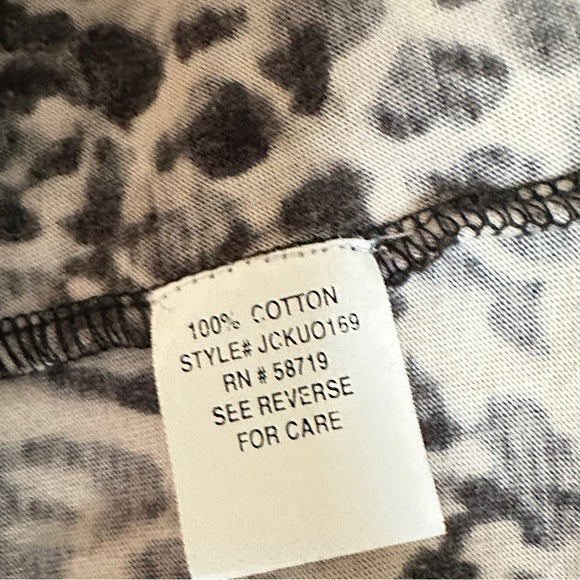 100% COTTON
STYLE# JCKUO169
RN # 58719
SEE REVERSE
FOR CARE